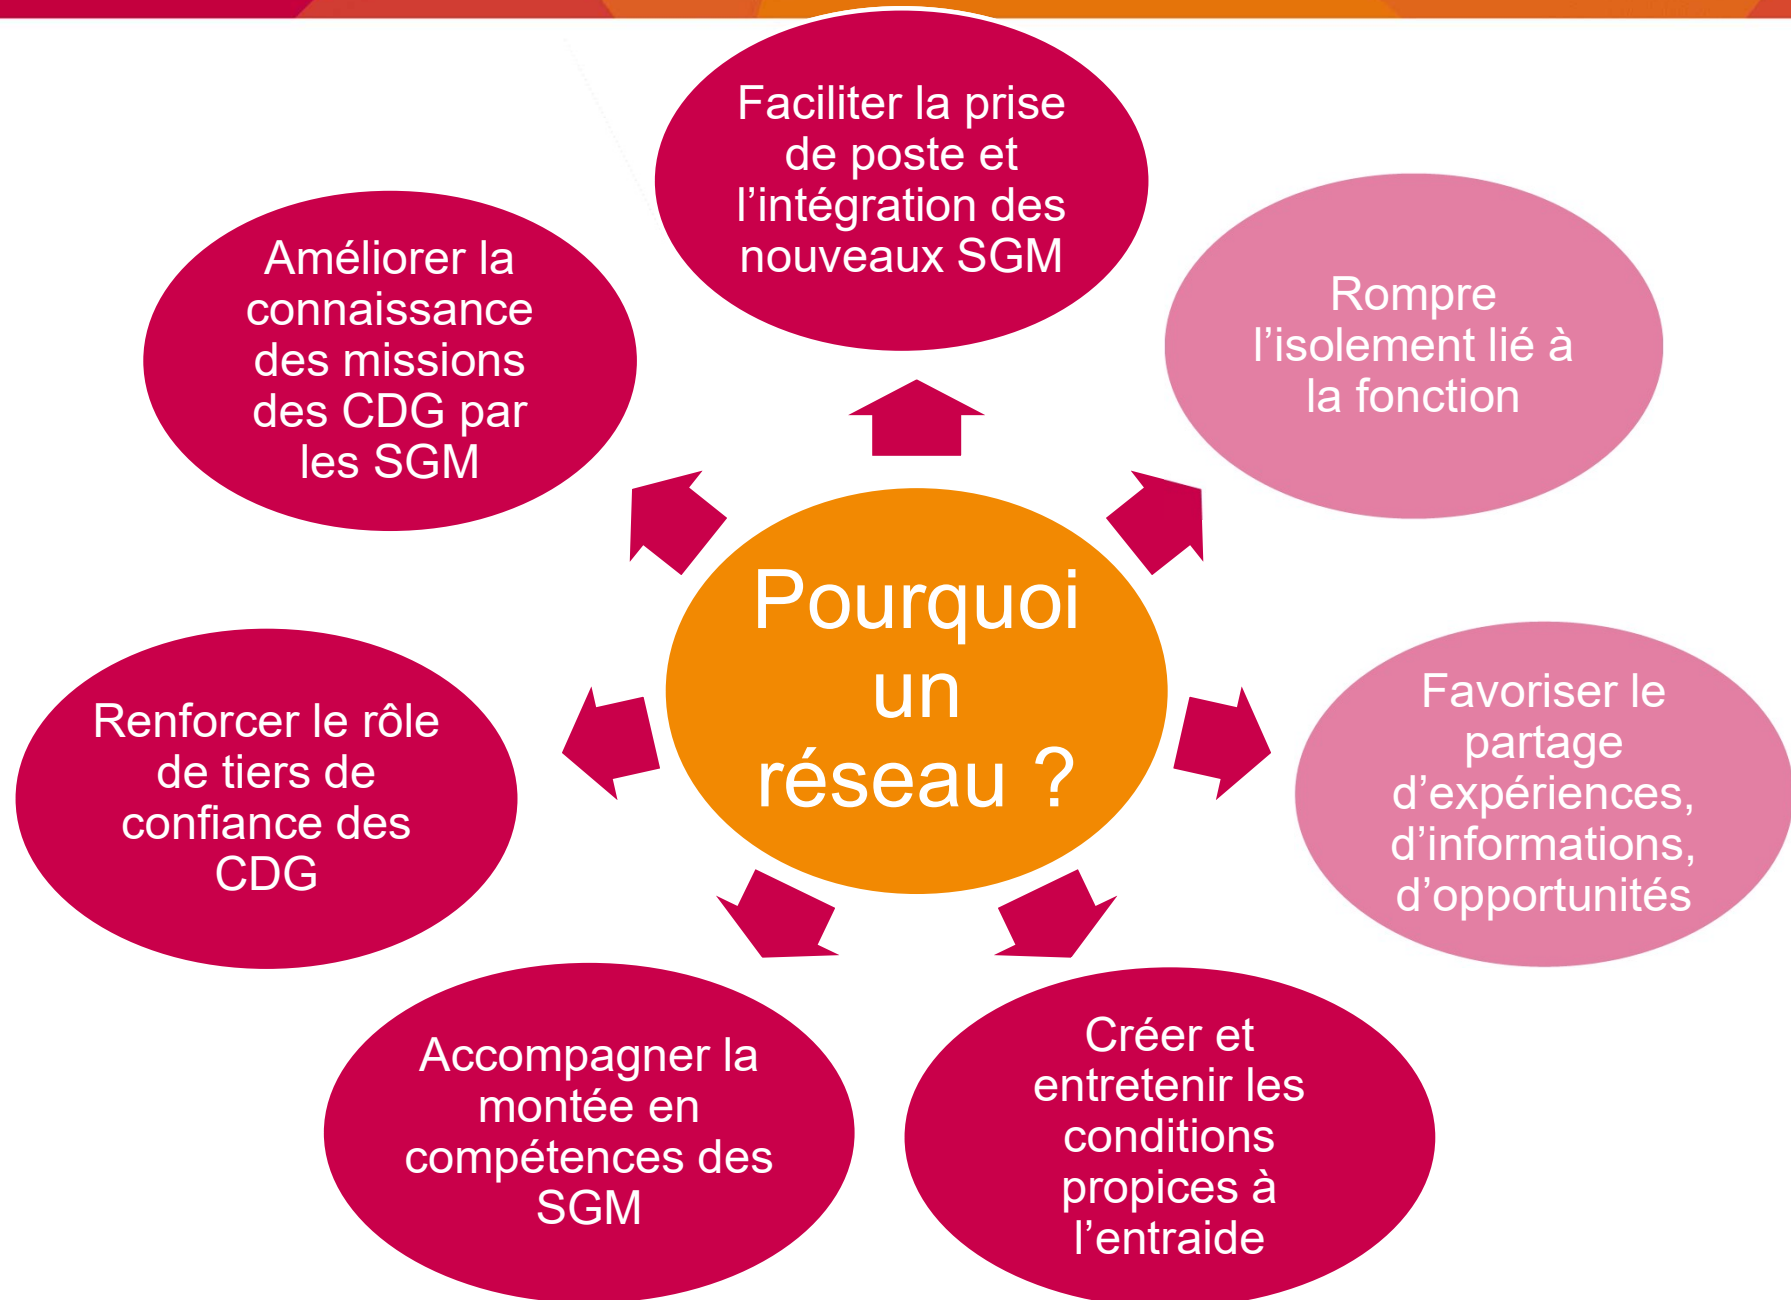 Faciliter la prise
de poste et
l’intégration des
nouveaux SGM
Rompre
l’isolement lié à
la fonction
Favoriser le
partage
d’expériences,
d’informations,
d’opportunités
Créer et
entretenir les
conditions
propices à
l’entraide
Accompagner la
montée en
compétences des
SGM
Renforcer le rôle
de tiers de
confiance des
CDG
Améliorer la
connaissance
des missions
des CDG par
les SGM
Pourquoi
un
réseau ?